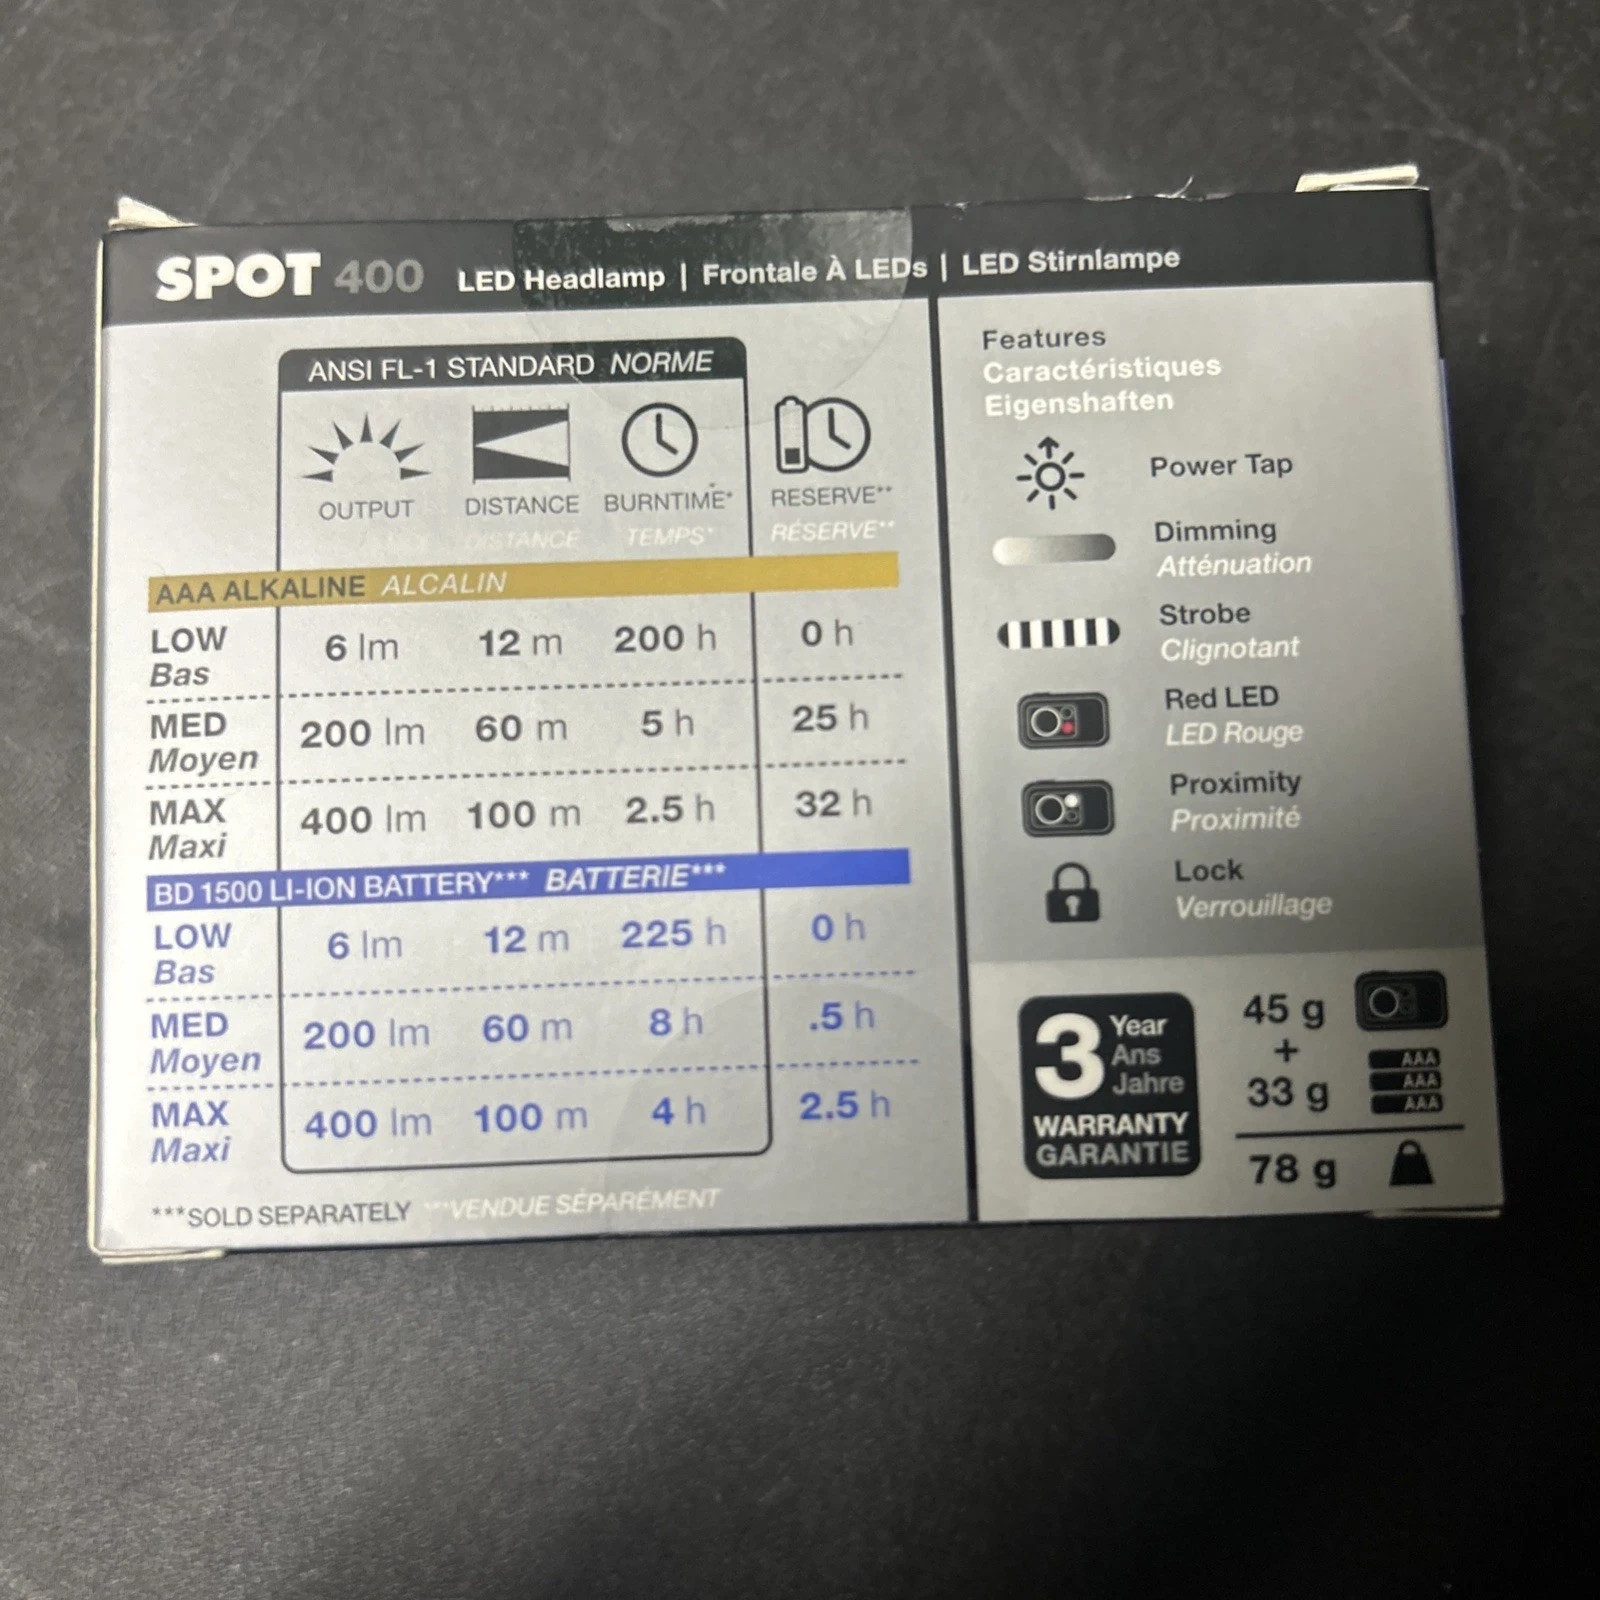 SPOT 400 LED Headlamp | Frontale À LEDs | LED Stirnlampe
ANSI FL-1 STANDARD NORME
OUTPUT DISTANCE BURNTIME* RESERVE**
DISTANCE TEMPS* RÉSERVE**
AAA ALKALINE ALCALIN
LOW 6 lm 12 m 200 h 0 h
Bas
MED 200 lm 60 m 5 h 25 h
Moyen
MAX 400 lm 100 m 2.5 h 32 h
Maxi
BD 1500 LI-ION BATTERY*** BATTERIE***
LOW 6 lm 12 m 225 h 0 h
Bas
MED 200 lm 60 m 8 h .5 h
Moyen
MAX 400 lm 100 m 4 h 2.5 h
Maxi
***SOLD SEPARATELY ***VENDUE SÉPARÉMENT
Features
Caractéristiques
Eigenshaften
Power Tap
Dimming
Atténuation
Strobe
Clignotant
Red LED
LED Rouge
Proximity
Proximité
Lock
Verrouillage
3 Year
Ans
Jahre
WARRANTY
GARANTIE
45 g
+
33 g
AAA
AAA
AAA
78 g